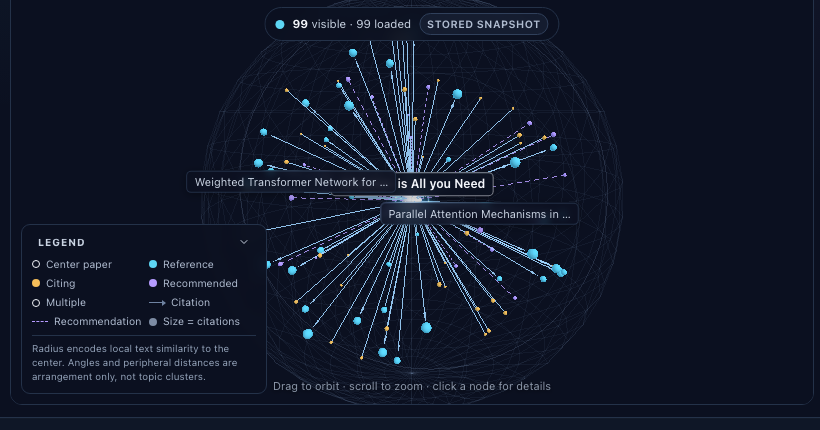 99 visible · 99 loaded STORED SNAPSHOT
Weighted Transformer Network for ...
is All you Need
Parallel Attention Mechanisms in ...
LEGEND
Center paper
Reference
Citing
Recommended
Multiple
Citation
Recommendation
Size = citations
Radius encodes local text similarity to the
center. Angles and peripheral distances are
arrangement only, not topic clusters.
Drag to orbit · scroll to zoom · click a node for details